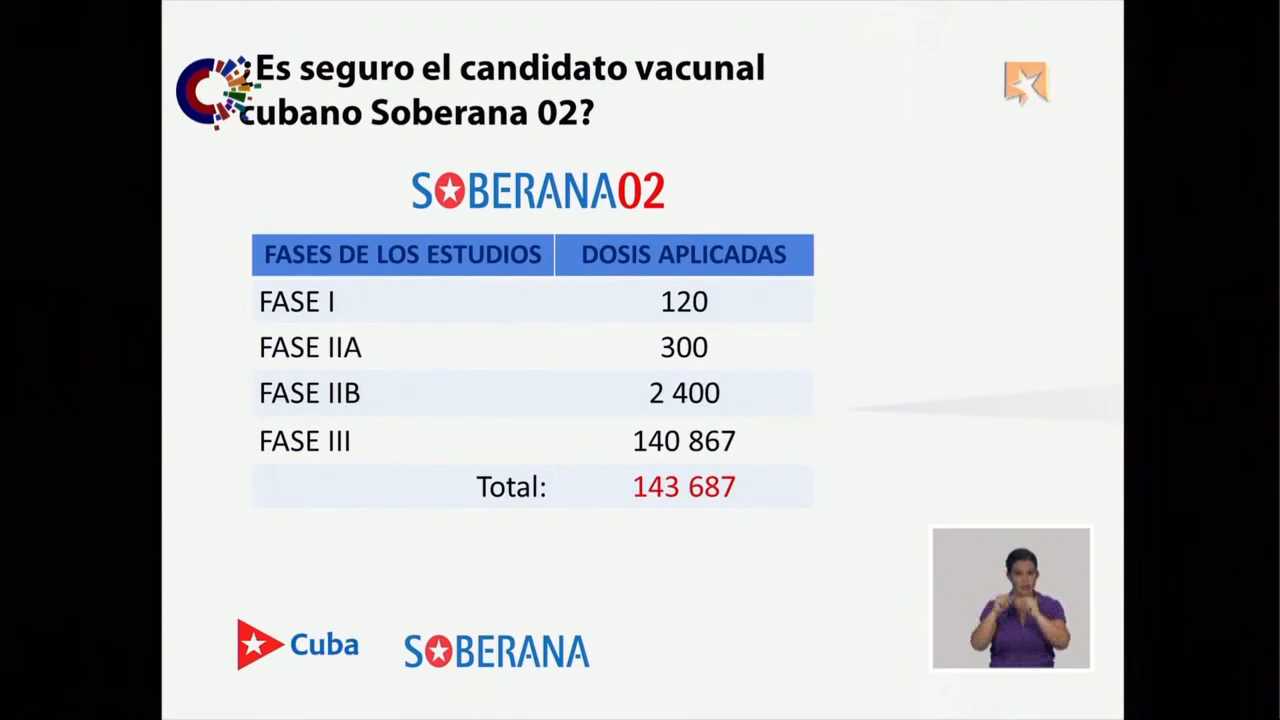 ¿Es seguro el candidato vacunal
cubano Soberana 02?
SOBERANA02
FASES DE LOS ESTUDIOS DOSIS APLICADAS
FASE I 120
FASE IIA 300
FASE IIB 2 400
FASE III 140 867
Total: 143 687
Cuba SOBERANA